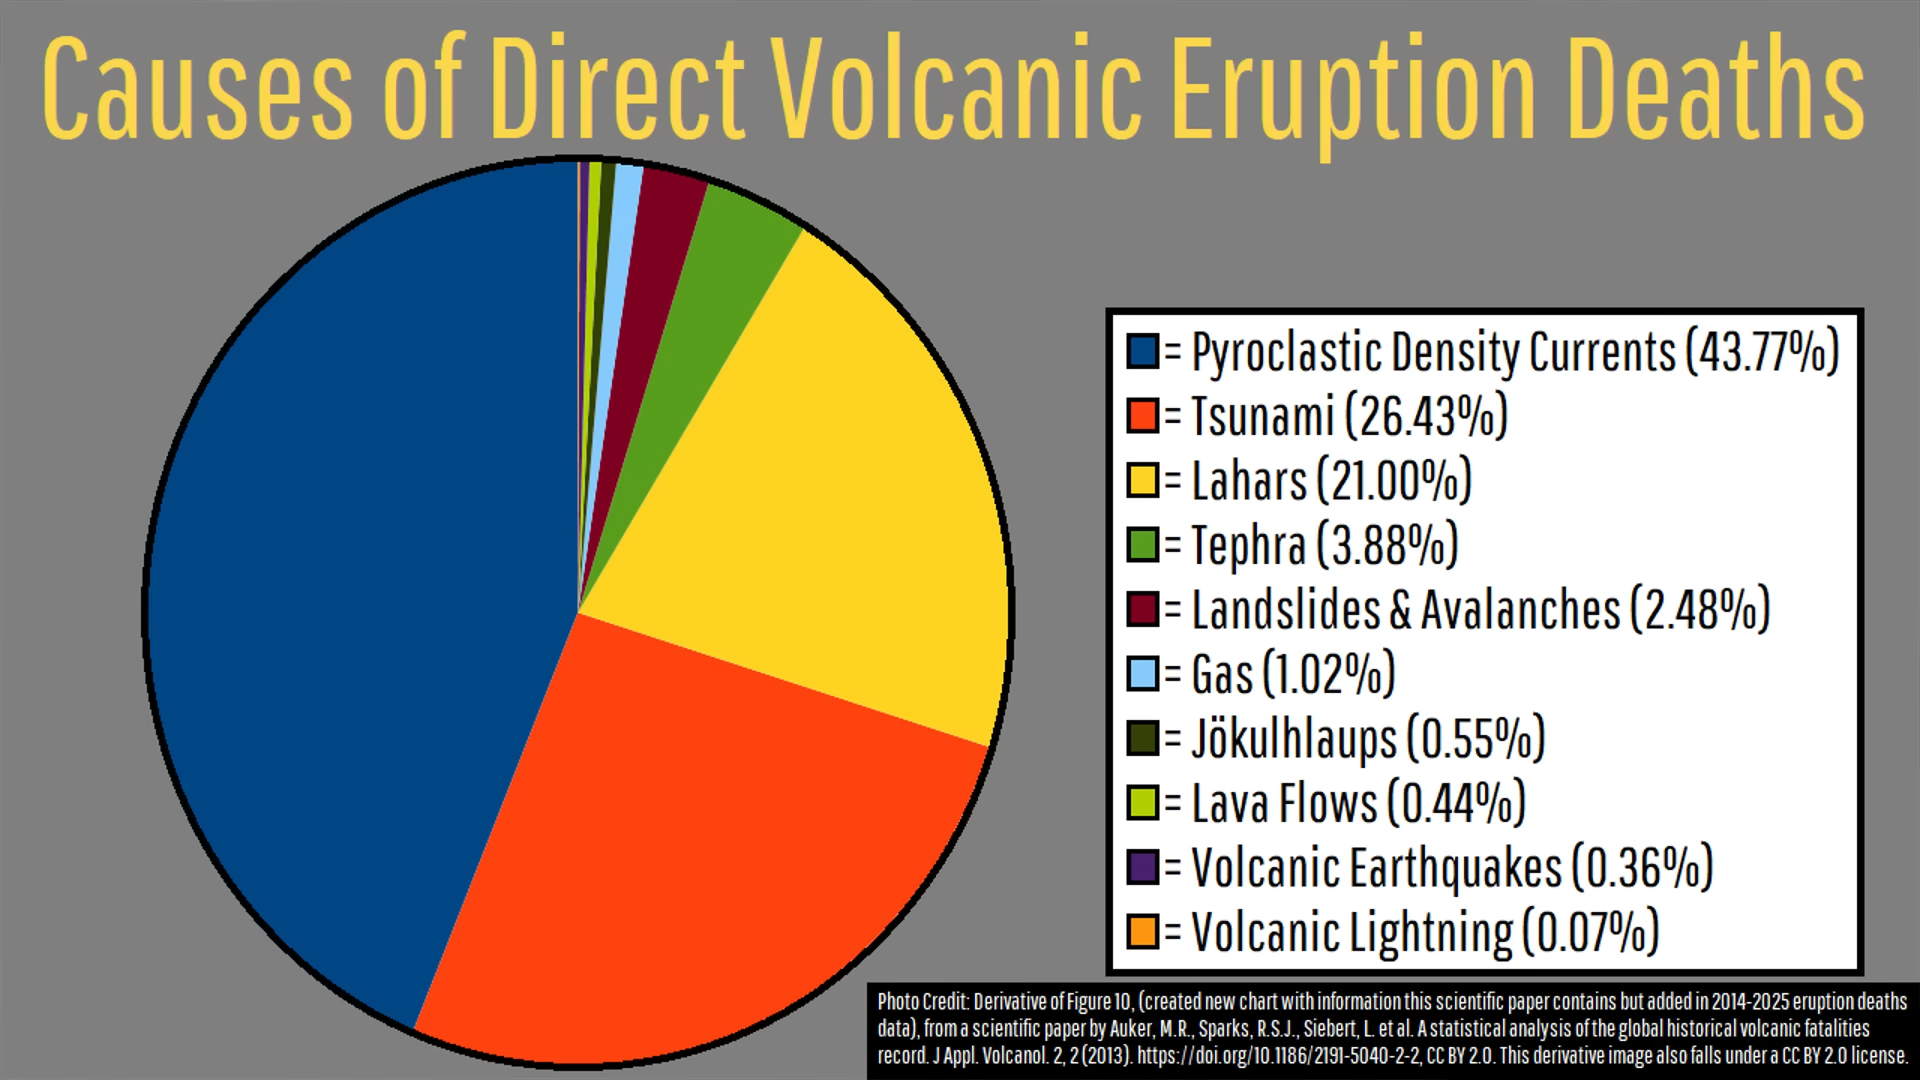 Causes of Direct Volcanic Eruption Deaths
= Pyroclastic Density Currents (43.77%)
= Tsunami (26.43%)
= Lahars (21.00%)
= Tephra (3.88%)
= Landslides & Avalanches (2.48%)
= Gas (1.02%)
= Jökulhlaups (0.55%)
= Lava Flows (0.44%)
= Volcanic Earthquakes (0.36%)
= Volcanic Lightning (0.07%)
Photo Credit: Derivative of Figure 10, (created new chart with information this scientific paper contains but added in 2014-2025 eruption deaths
data), from a scientific paper by Auker, M.R., Sparks, R.S.J., Siebert, L. et al. A statistical analysis of the global historical volcanic fatalities
record. J Appl. Volcanol. 2, 2 (2013). https://doi.org/10.1186/2191-5040-2-2, CC BY 2.0. This derivative image also falls under a CC BY 2.0 license.